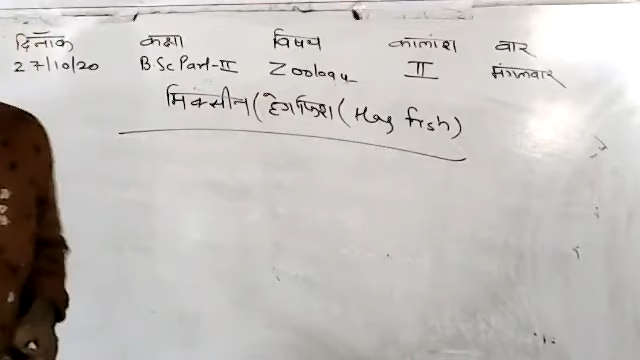 दिनाँक कक्षा विषय कालांश वार
27/10/20 B.Sc Part-II Zoology II मंगलवार
मिक्सीन (हेगफिश (Hag fish)